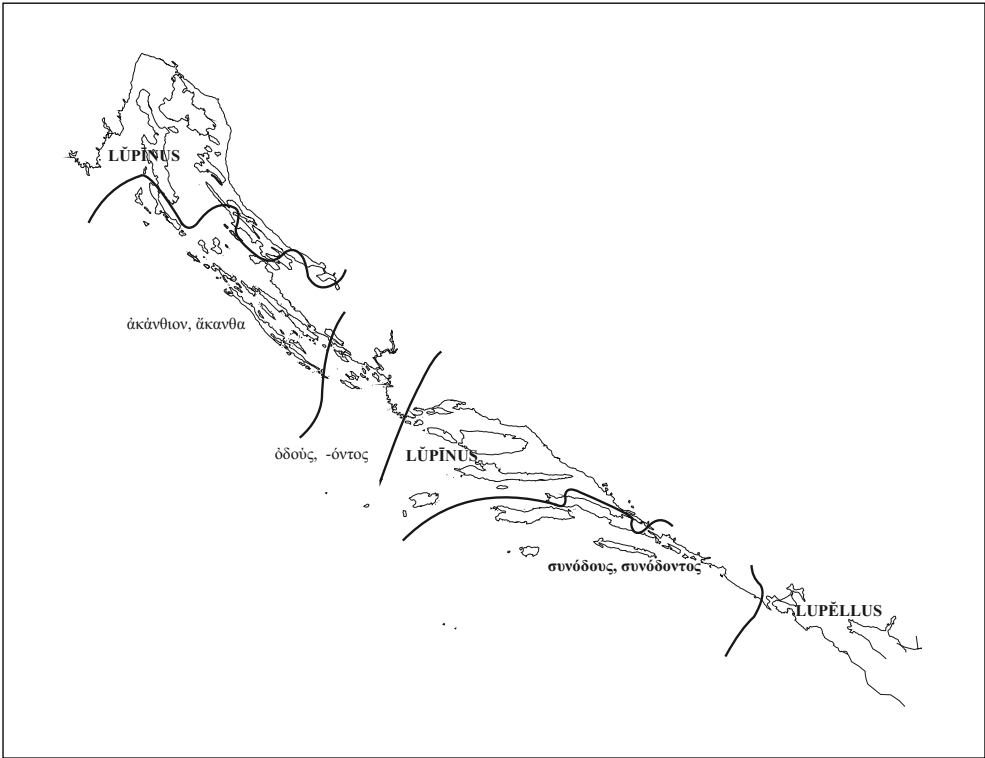 LŬPĪNUS
ἀκάνθιον, ἄκανθα
ὀδούς, -όντος
LŬPĪNUS
συνόδους, συνόδοντος
LUPĔLLUS